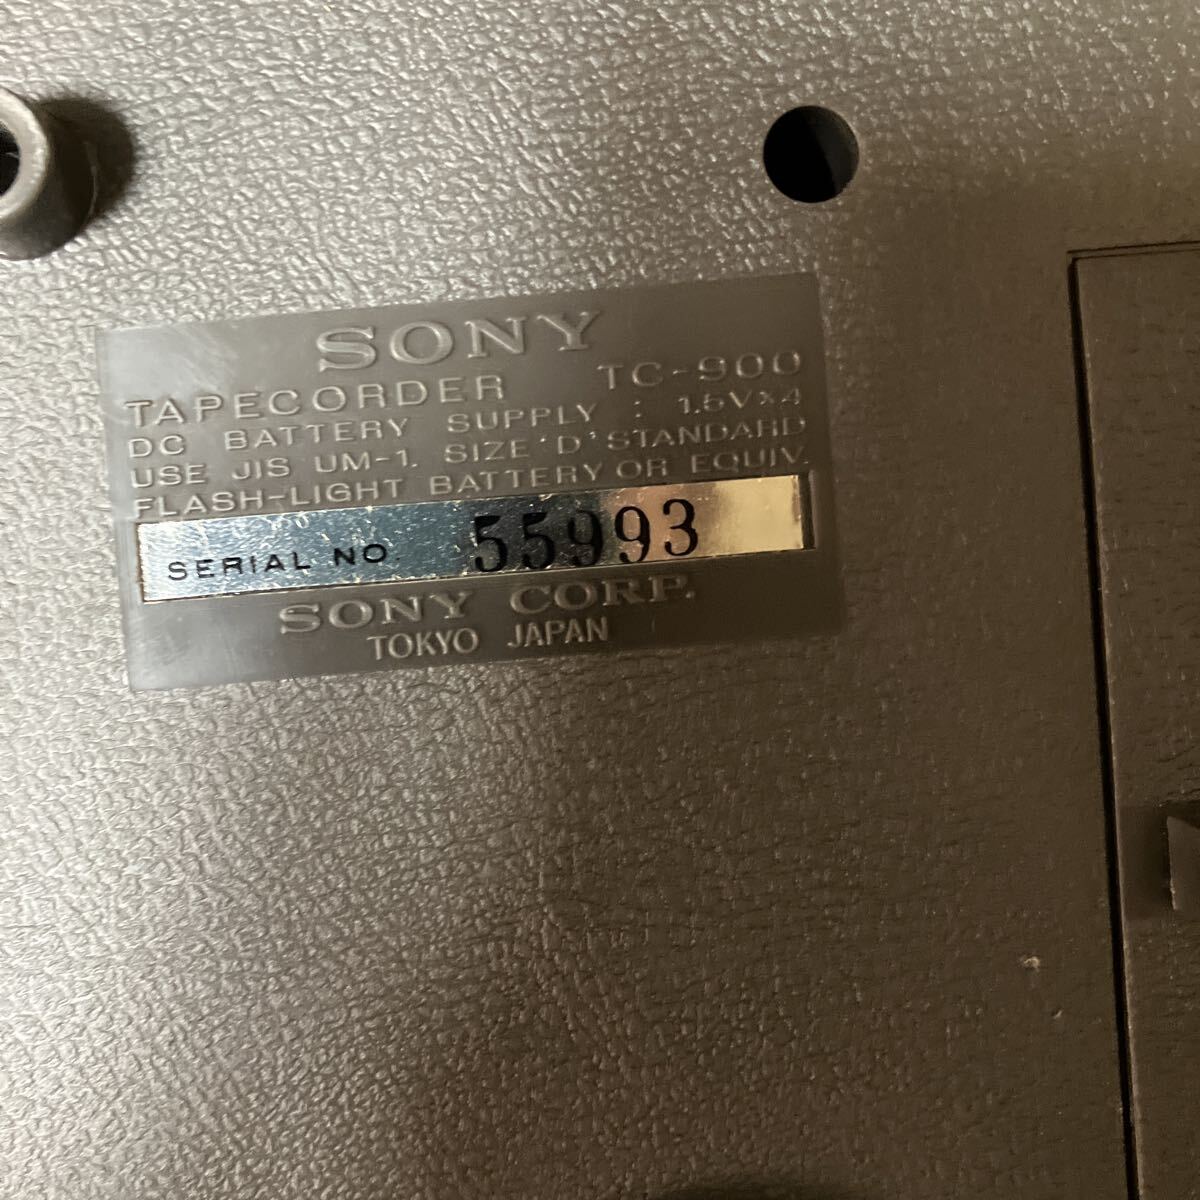 SONY
TAPECORDER TC-900
DC BATTERY SUPPLY : 1.5V×4
USE JIS UM-1. SIZE 'D' STANDARD
FLASH-LIGHT BATTERY OR EQUIV.
SERIAL NO. 55993
SONY CORP.
TOKYO JAPAN